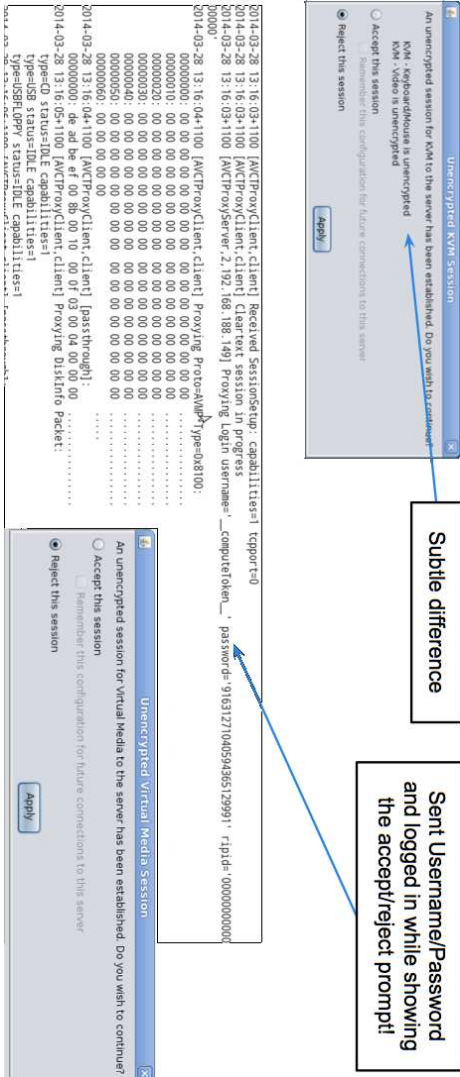 Unencrypted KVM Session
An unencrypted session for KVM to the server has been established. Do you wish to continue?
KVM - Keyboard/Mouse is unencrypted
KVM - Video is unencrypted
Accept this session
Remember this configuration for future connections to this server
Reject this session
Apply
Subtle difference
Sent Username/Password
and logged in while showing
the accept/reject prompt!
2014-03-28 13:16:03+1100 [AVCTProxyClient,client] Received SessionSetup: capabilities=1 tcpport=0
2014-03-28 13:16:03+1100 [AVCTProxyClient,client] Cleartext session in progress
2014-03-28 13:16:03+1100 [AVCTProxyServer,2,192.168.188.149] Proxying Login username='__computeToken__' password='9163127104059436512991' ripid='00000000000
00000'
2014-03-28 13:16:04+1100 [AVCTProxyClient,client] Proxying Proto=AVMP Type=0x8100:
00000000: 00 00 00 00 00 00 00 00 00 00 00 00 00 00 00 00 ................
00000010: 00 00 00 00 00 00 00 00 00 00 00 00 00 00 00 00 ................
00000020: 00 00 00 00 00 00 00 00 00 00 00 00 00 00 00 00 ................
00000030: 00 00 00 00 00 00 00 00 00 00 00 00 00 00 00 00 ................
00000040: 00 00 00 00 00 00 00 00 00 00 00 00 00 00 00 00 ................
00000050: 00 00 00 00 00 00 00 00 00 00 00 00 00 00 00 00 ................
00000060: 00 00 00 00 00 .....
2014-03-28 13:16:04+1100 [AVCTProxyClient,client] [passthrough]:
00000000: de ad be ef 00 8b 00 10 00 0f 03 00 04 00 00 00 ................
2014-03-28 13:16:05+1100 [AVCTProxyClient,client] Proxying DiskInfo Packet:
type=CD status=IDLE capabilities=1
type=USB status=IDLE capabilities=1
type=USBFLOPPY status=IDLE capabilities=1
Unencrypted Virtual Media Session
An unencrypted session for Virtual Media to the server has been established. Do you wish to continue?
Accept this session
Remember this configuration for future connections to this server
Reject this session
Apply